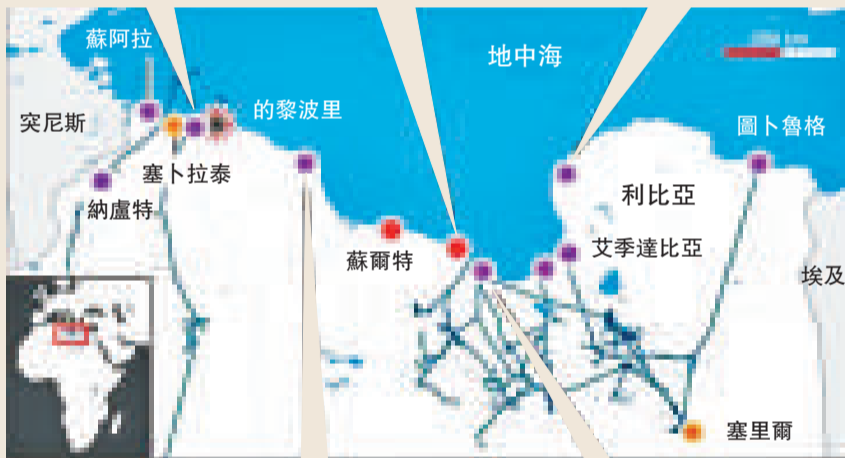 蘇阿拉
地中海
突尼斯
的黎波里
圖卜魯格
塞卜拉泰
納盧特
利比亞
蘇爾特
艾季達比亞
埃及
塞里爾